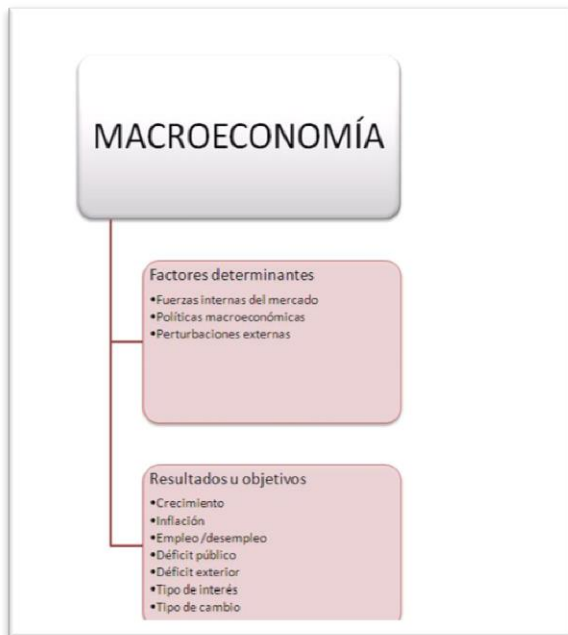 MACROECONOMÍA
Factores determinantes
•Fuerzas internas del mercado
•Políticas macroeconómicas
•Perturbaciones externas
Resultados u objetivos
•Crecimiento
•Inflación
•Empleo /desempleo
•Déficit público
•Déficit exterior
•Tipo de interés
•Tipo de cambio